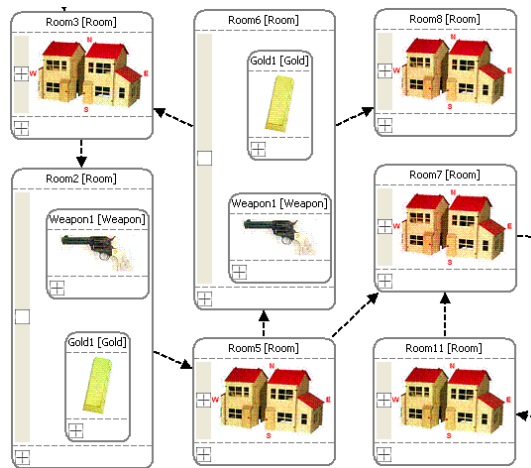 Room3 [Room]
N
W
E
S
Room6 [Room]
Gold1 [Gold]
Weapon1 [Weapon]
Room8 [Room]
N
W
E
S
Room2 [Room]
Weapon1 [Weapon]
Gold1 [Gold]
Room7 [Room]
N
W
E
S
Room5 [Room]
N
W
E
S
Room11 [Room]
N
W
E
S